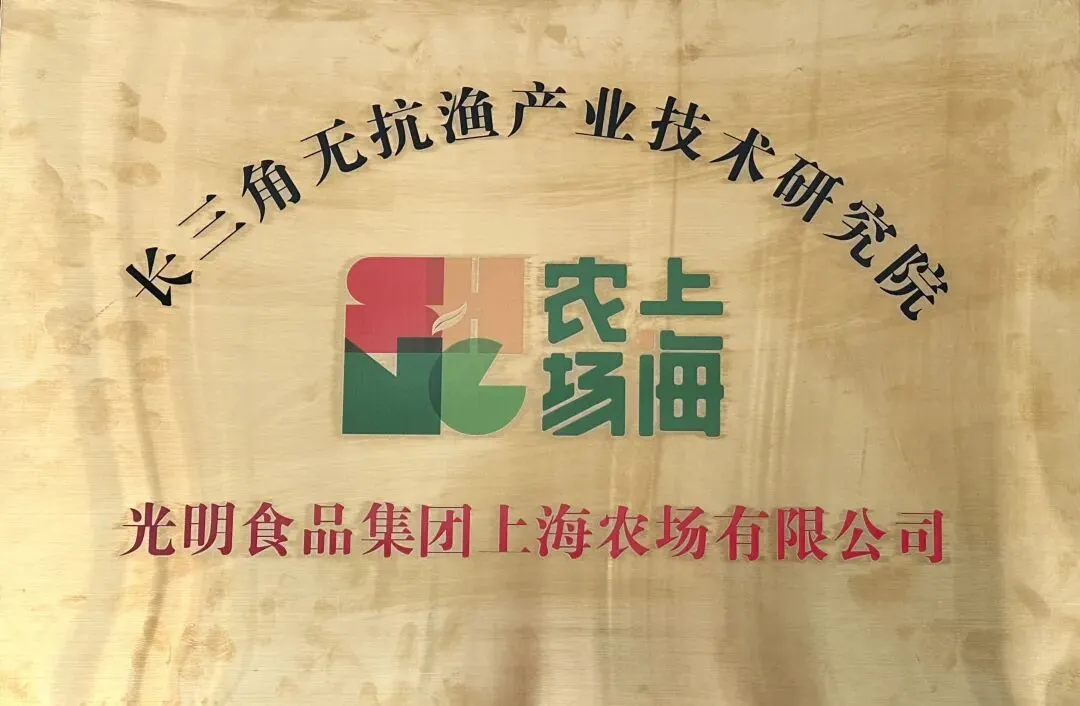 长三角无抗渔产业技术研究院
上海
农场
光明食品集团上海农场有限公司